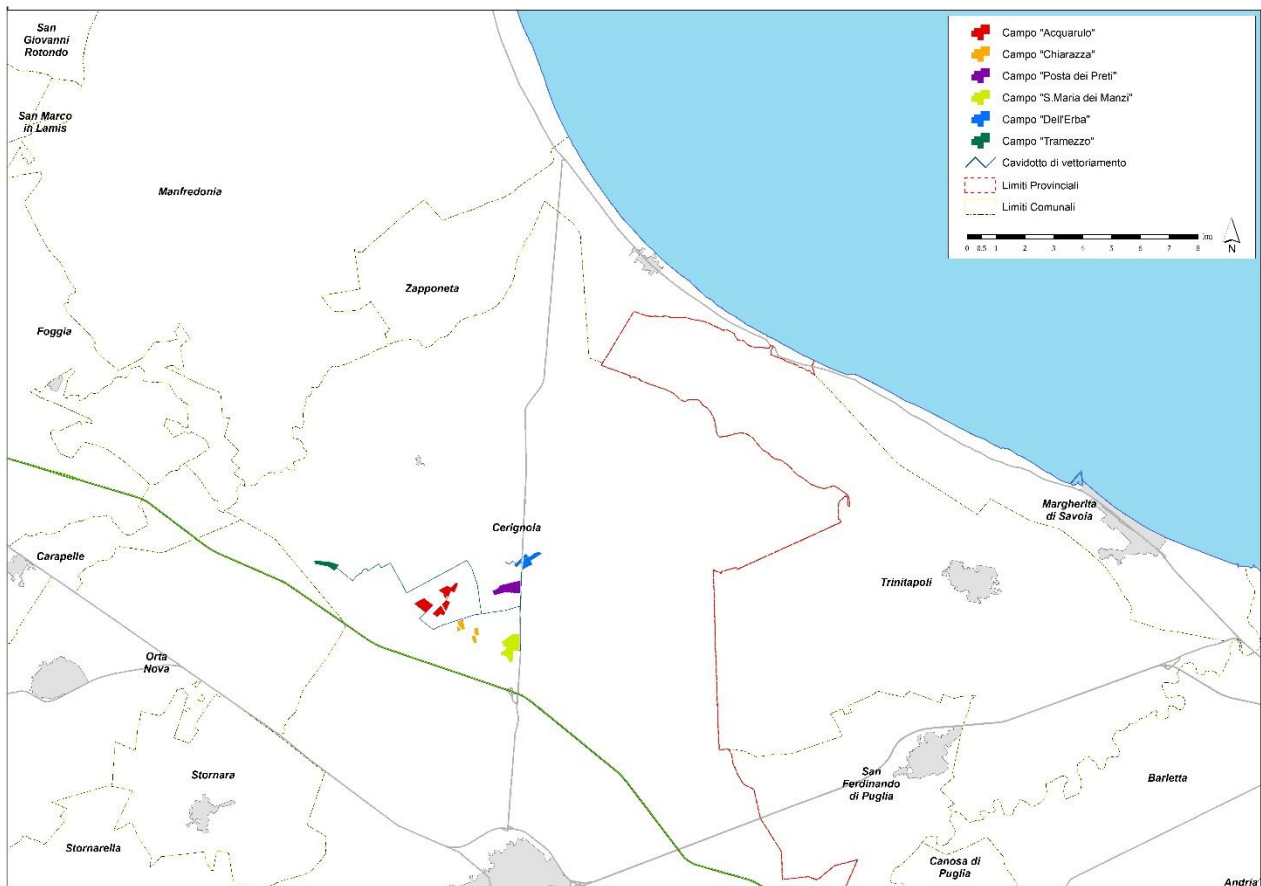 San
Giovanni
Rotondo
San Marco
in Lamis
Manfredonia
Zapponeta
Foggia
Cerignola
Carapelle
Orta
Nova
Stornara
Stornarella
Margherita
di Savoia
Trinitapoli
San
Ferdinando
di Puglia
Barletta
Canosa di
Puglia
Andria
Campo "Acquarulo"
Campo "Chiarazza"
Campo "Posta dei Preti"
Campo "S.Maria dei Manzi"
Campo "Dell'Erba"
Campo "Tramezzo"
Cavidotto di vettoriamento
Limiti Provinciali
Limiti Comunali
0 0,5 1 2 3 4 5 6 7 8 km
N